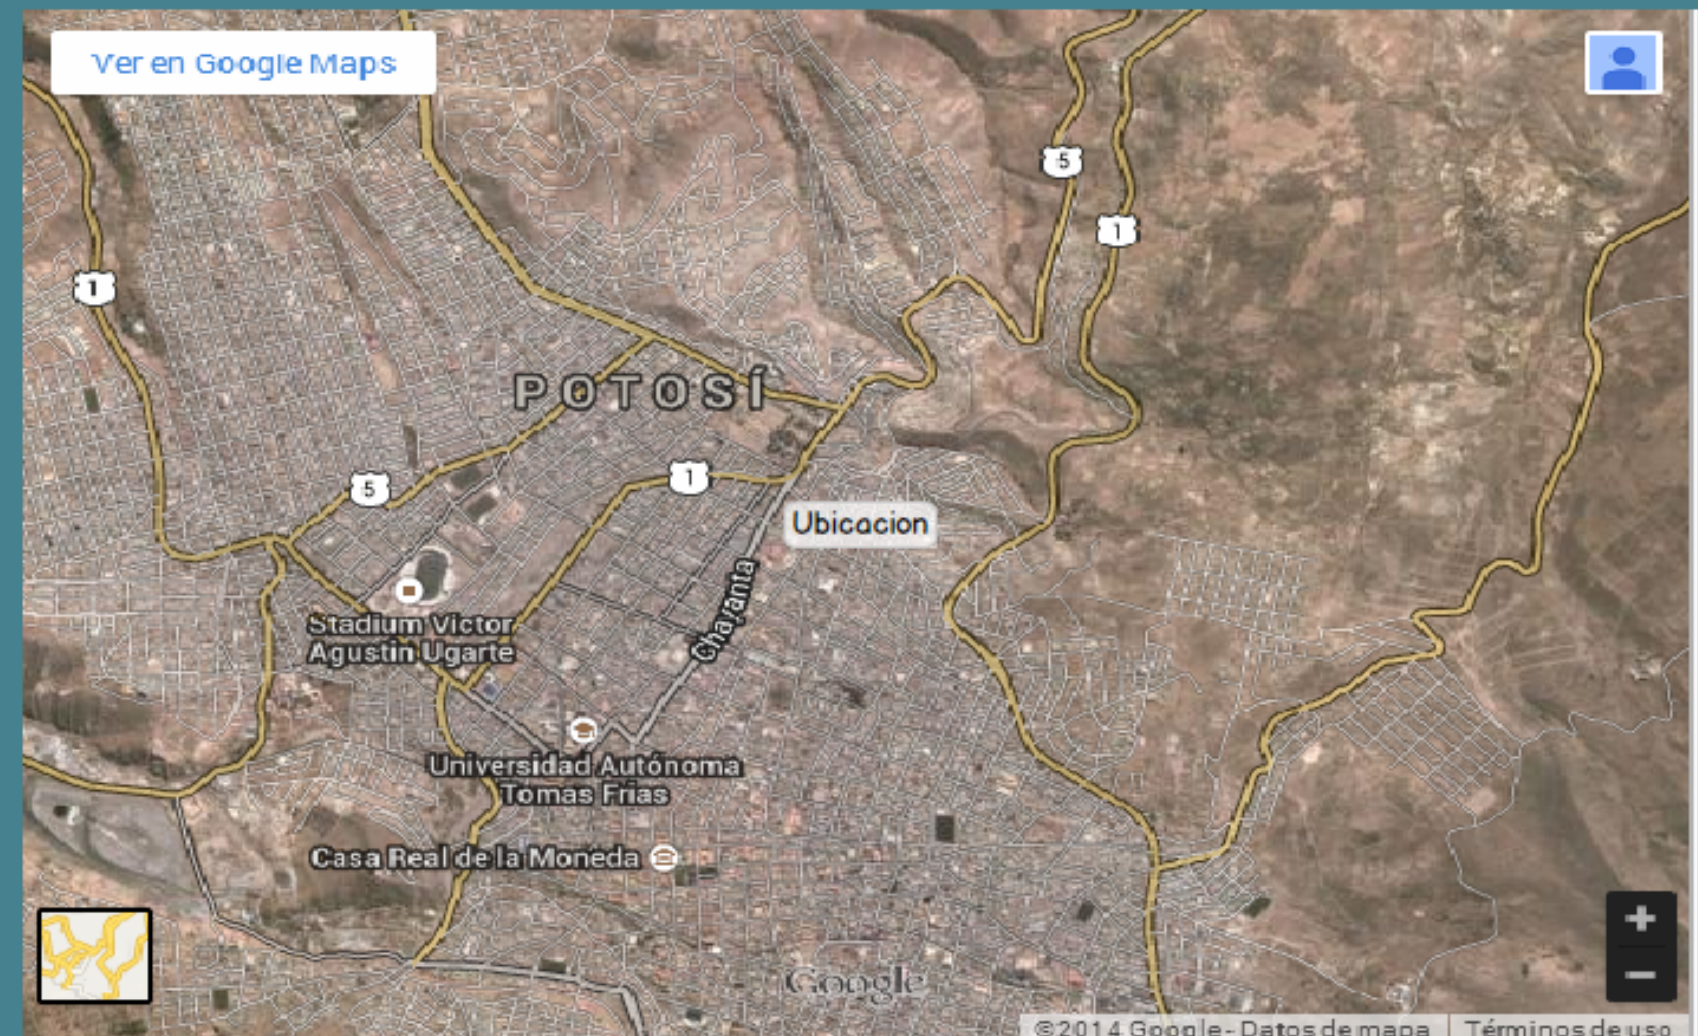 Ver en Google Maps
5
1
1
POTOSÍ
1
5
Ubicacion
Chayanta
Stadium Victor
Agustin Ugarte
Universidad Autónoma
Tomas Frias
Casa Real de la Moneda
+
−
Google
©2014 Google - Datos de mapa
Términos de uso